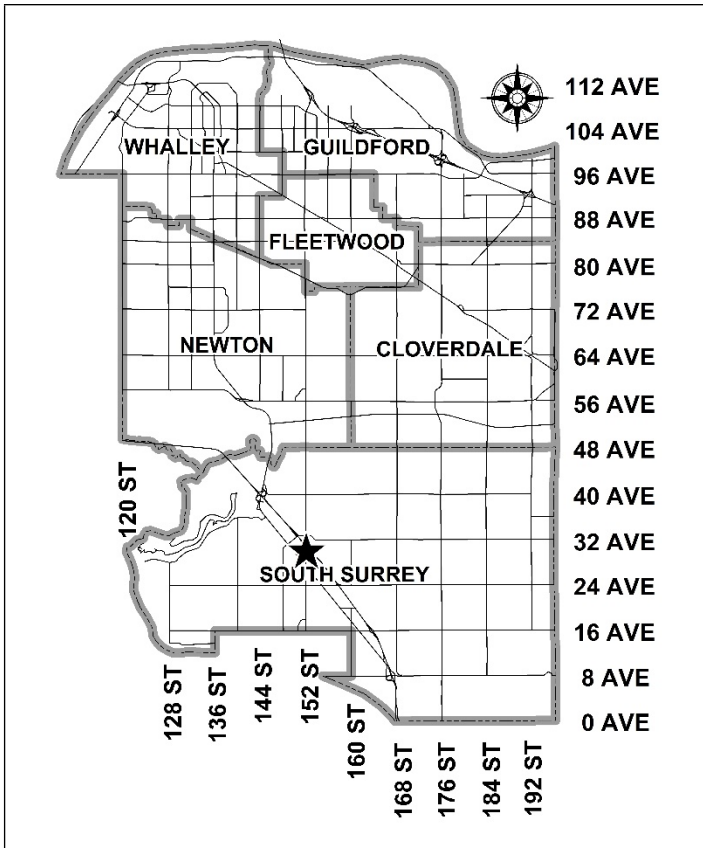 112 AVE
104 AVE
WHALLEY
GUILDFORD
96 AVE
88 AVE
FLEETWOOD
80 AVE
72 AVE
NEWTON
CLOVERDALE
64 AVE
56 AVE
48 AVE
120 ST
40 AVE
32 AVE
SOUTH SURREY
24 AVE
16 AVE
8 AVE
0 AVE
128 ST
136 ST
144 ST
152 ST
160 ST
168 ST
176 ST
184 ST
192 ST